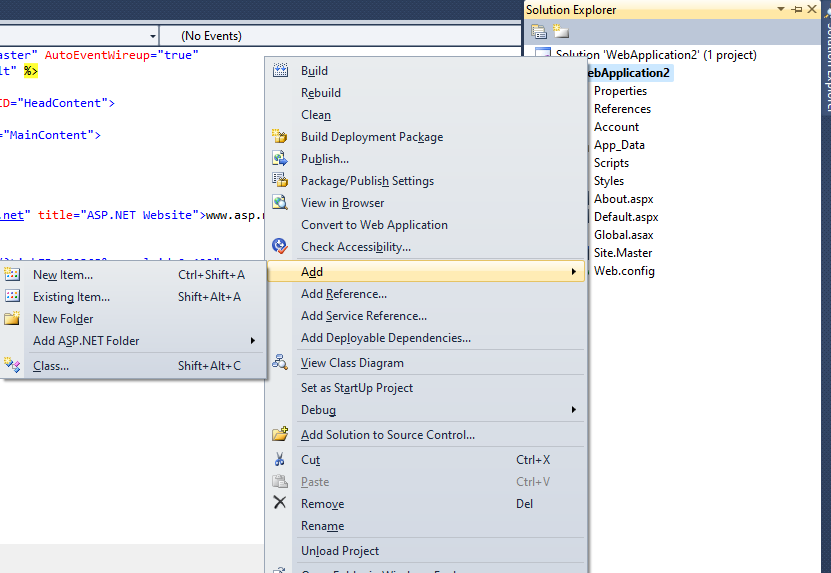 Solution Explorer
(No Events)
Solution 'WebApplication2' (1 project)
ebApplication2
Properties
References
Account
App_Data
Scripts
Styles
About.aspx
Default.aspx
Global.asax
Site.Master
Web.config
Solution Explorer
aster" AutoEventWireup="true"
lt" %>
ID="HeadContent">
="MainContent">
.net" title="ASP.NET Website">www.asp.
Build
Rebuild
Clean
Build Deployment Package
Publish...
Package/Publish Settings
View in Browser
Convert to Web Application
Check Accessibility...
Add
Add Reference...
Add Service Reference...
Add Deployable Dependencies...
View Class Diagram
Set as StartUp Project
Debug
Add Solution to Source Control...
Cut Ctrl+X
Paste Ctrl+V
Remove Del
Rename
Unload Project
New Item... Ctrl+Shift+A
Existing Item... Shift+Alt+A
New Folder
Add ASP.NET Folder
Class... Shift+Alt+C